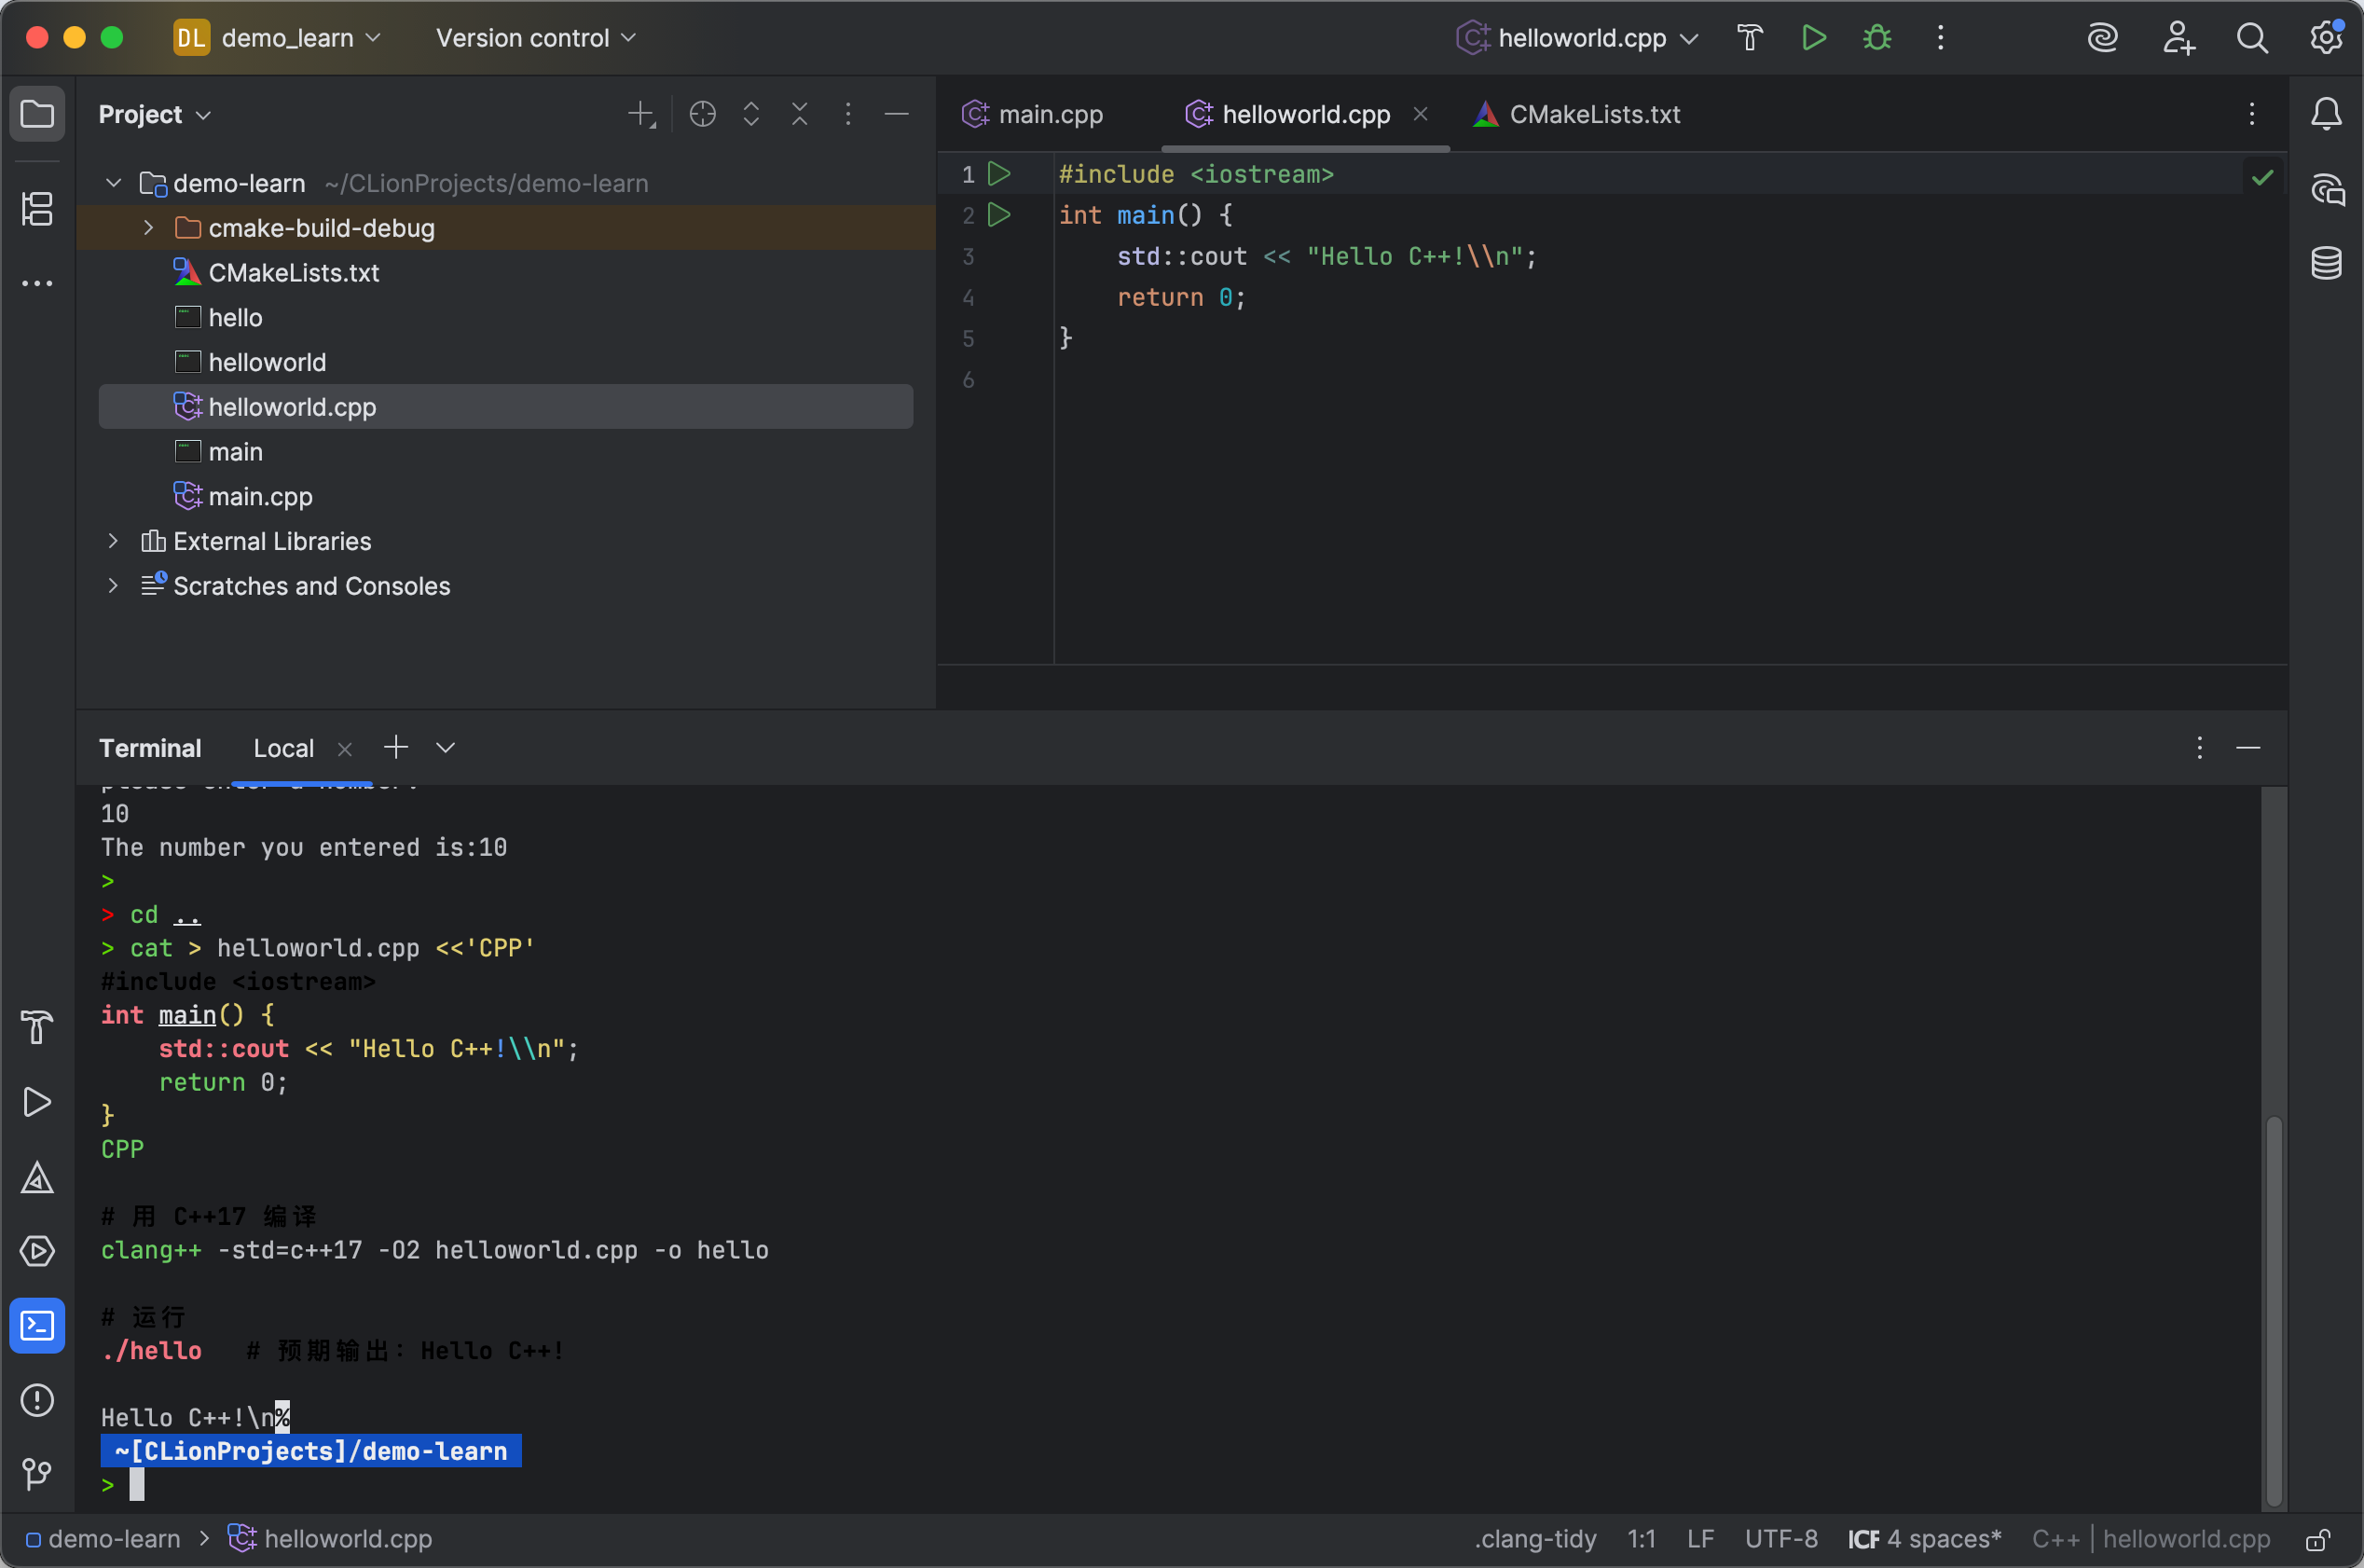 DL demo_learn Version control helloworld.cpp
Project
main.cpp helloworld.cpp CMakeLists.txt
demo-learn ~/CLionProjects/demo-learn
cmake-build-debug
CMakeLists.txt
hello
helloworld
helloworld.cpp
main
main.cpp
External Libraries
Scratches and Consoles
1 #include <iostream>
2 int main() {
3     std::cout << "Hello C++!\\n";
4     return 0;
5 }
6
Terminal Local
please enter a number:
10
The number you entered is:10
>
> cd ..
> cat > helloworld.cpp <<'CPP'
#include <iostream>
int main() {
    std::cout << "Hello C++!\\n";
    return 0;
}
CPP
# 用 C++17 编译
clang++ -std=c++17 -O2 helloworld.cpp -o hello
# 运行
./hello   # 预期输出：Hello C++!
Hello C++!\n%
~[CLionProjects]/demo-learn
>
demo-learn > helloworld.cpp .clang-tidy 1:1 LF UTF-8 ICF 4 spaces* C++ | helloworld.cpp